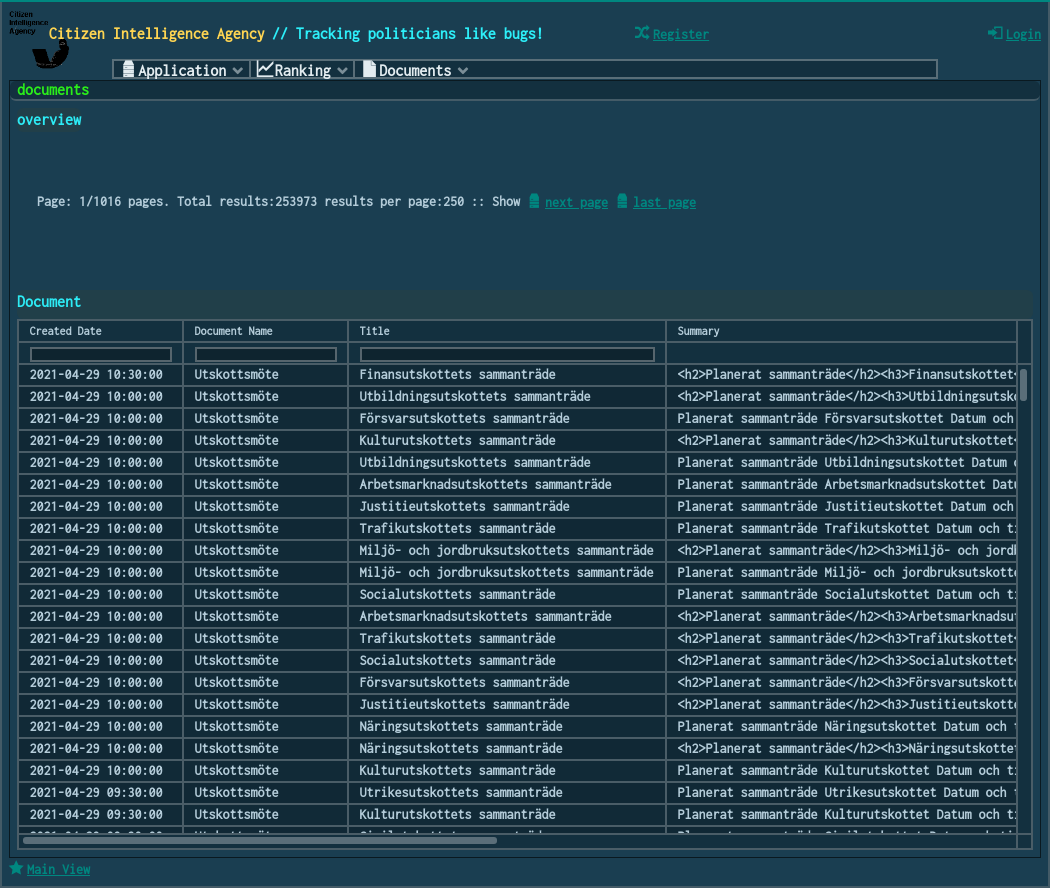 Citizen
Intelligence
Agency
Citizen Intelligence Agency // Tracking politicians like bugs!
Register
Login
Application
Ranking
Documents
documents
overview
Page: 1/1016 pages. Total results:253973 results per page:250 :: Show next page last page
Document
Created Date Document Name Title Summary
2021-04-29 10:30:00 Utskottsmöte Finansutskottets sammanträde <h2>Planerat sammanträde</h2><h3>Finansutskottet
2021-04-29 10:00:00 Utskottsmöte Utbildningsutskottets sammanträde <h2>Planerat sammanträde</h2><h3>Utbildningsutsk
2021-04-29 10:00:00 Utskottsmöte Försvarsutskottets sammanträde Planerat sammanträde Försvarsutskottet Datum och
2021-04-29 10:00:00 Utskottsmöte Kulturutskottets sammanträde <h2>Planerat sammanträde</h2><h3>Kulturutskottet
2021-04-29 10:00:00 Utskottsmöte Utbildningsutskottets sammanträde Planerat sammanträde Utbildningsutskottet Datum
2021-04-29 10:00:00 Utskottsmöte Arbetsmarknadsutskottets sammanträde Planerat sammanträde Arbetsmarknadsutskottet Dat
2021-04-29 10:00:00 Utskottsmöte Justitieutskottets sammanträde Planerat sammanträde Justitieutskottet Datum och
2021-04-29 10:00:00 Utskottsmöte Trafikutskottets sammanträde Planerat sammanträde Trafikutskottet Datum och t
2021-04-29 10:00:00 Utskottsmöte Miljö- och jordbruksutskottets sammanträde <h2>Planerat sammanträde</h2><h3>Miljö- och jord
2021-04-29 10:00:00 Utskottsmöte Miljö- och jordbruksutskottets sammanträde Planerat sammanträde Miljö- och jordbruksutskott
2021-04-29 10:00:00 Utskottsmöte Socialutskottets sammanträde Planerat sammanträde Socialutskottet Datum och t
2021-04-29 10:00:00 Utskottsmöte Arbetsmarknadsutskottets sammanträde <h2>Planerat sammanträde</h2><h3>Arbetsmarknadsu
2021-04-29 10:00:00 Utskottsmöte Trafikutskottets sammanträde <h2>Planerat sammanträde</h2><h3>Trafikutskottet
2021-04-29 10:00:00 Utskottsmöte Socialutskottets sammanträde <h2>Planerat sammanträde</h2><h3>Socialutskottet
2021-04-29 10:00:00 Utskottsmöte Försvarsutskottets sammanträde <h2>Planerat sammanträde</h2><h3>Försvarsutskott
2021-04-29 10:00:00 Utskottsmöte Justitieutskottets sammanträde <h2>Planerat sammanträde</h2><h3>Justitieutskott
2021-04-29 10:00:00 Utskottsmöte Näringsutskottets sammanträde Planerat sammanträde Näringsutskottet Datum och
2021-04-29 10:00:00 Utskottsmöte Näringsutskottets sammanträde <h2>Planerat sammanträde</h2><h3>Näringsutskotte
2021-04-29 10:00:00 Utskottsmöte Kulturutskottets sammanträde Planerat sammanträde Kulturutskottet Datum och t
2021-04-29 09:30:00 Utskottsmöte Utrikesutskottets sammanträde Planerat sammanträde Utrikesutskottet Datum och
2021-04-29 09:30:00 Utskottsmöte Kulturutskottets sammanträde Planerat sammanträde Kulturutskottet Datum och t
Main View